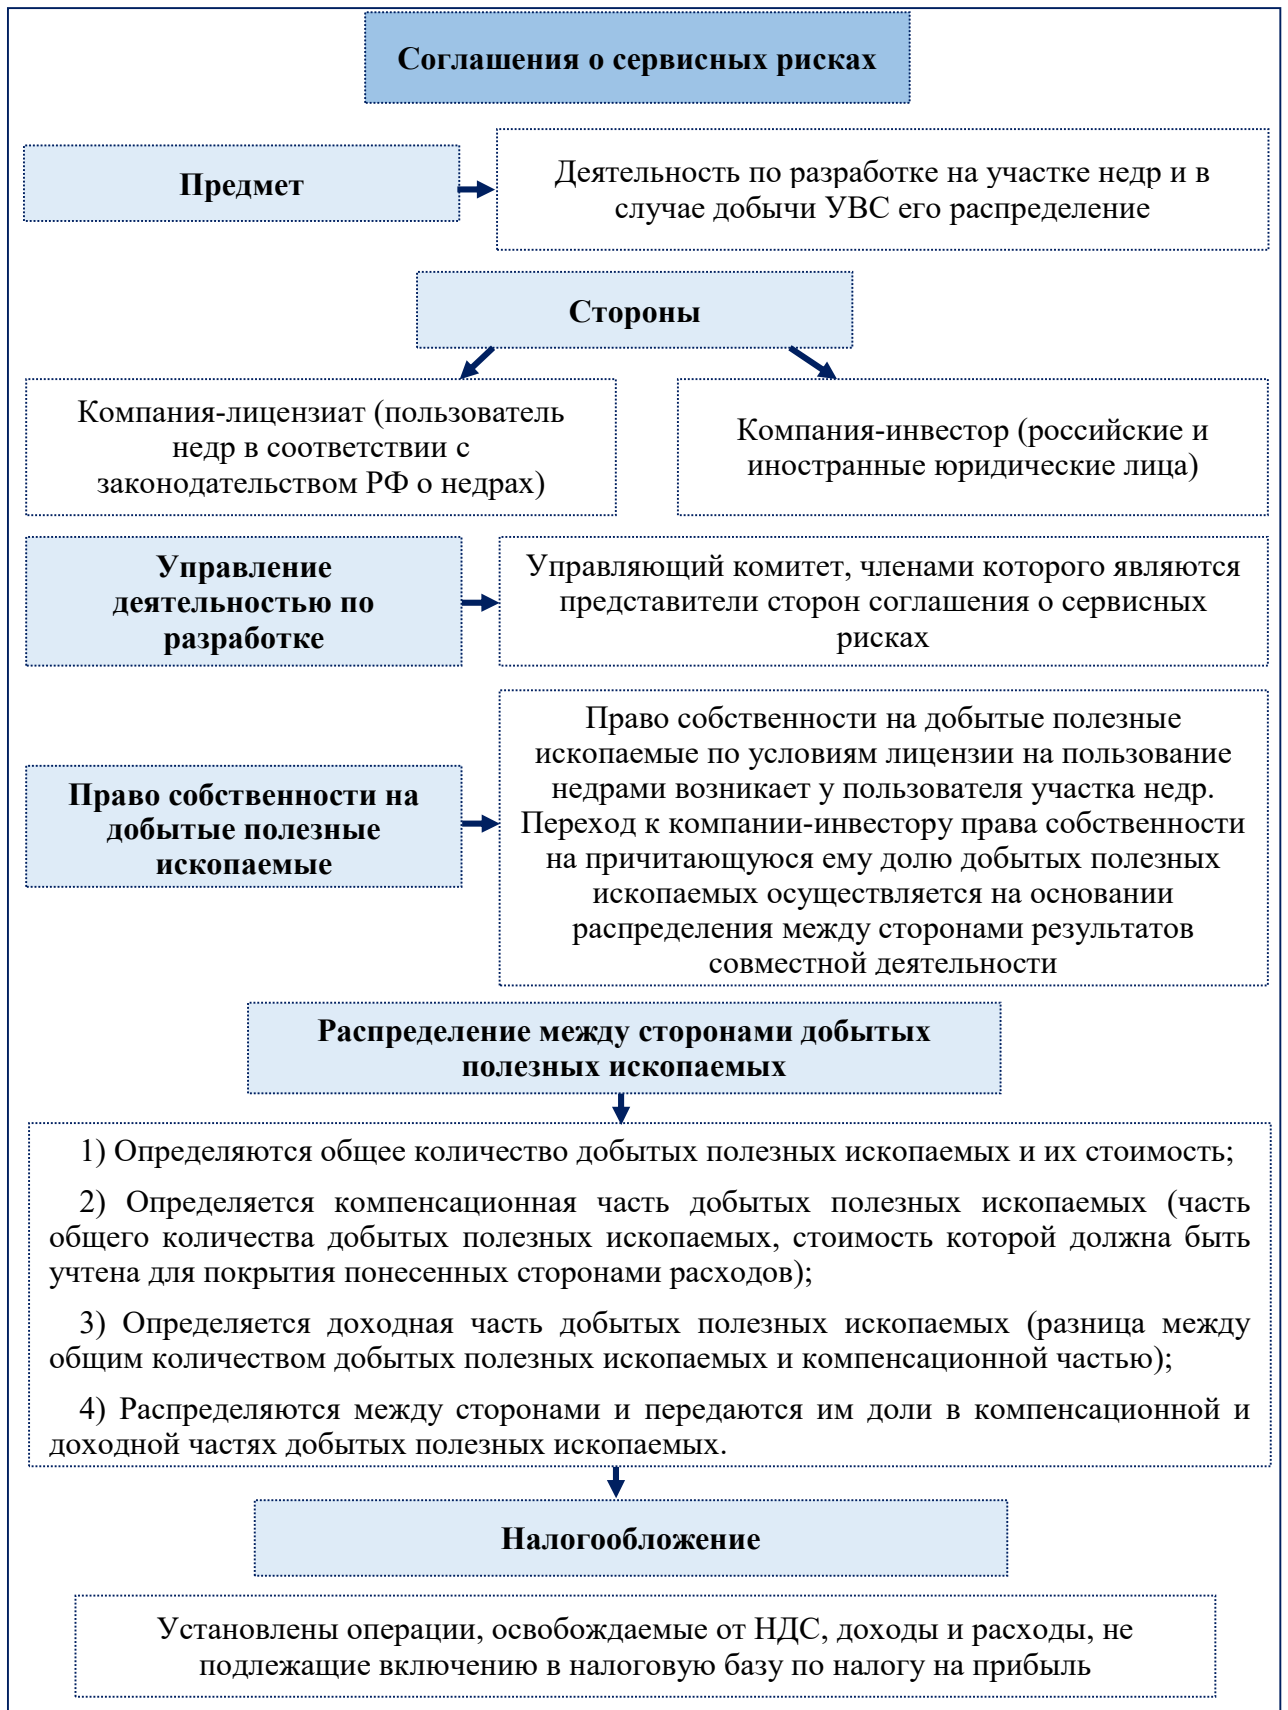 Соглашения о сервисных рисках
Предмет
Деятельность по разработке на участке недр и в
случае добычи УВС его распределение
Стороны
Компания-лицензиат (пользователь
недр в соответствии с
законодательством РФ о недрах)
Компания-инвестор (российские и
иностранные юридические лица)
Управление
деятельностью по
разработке
Управляющий комитет, членами которого являются
представители сторон соглашения о сервисных
рисках
Право собственности на
добытые полезные
ископаемые
Право собственности на добытые полезные
ископаемые по условиям лицензии на пользование
недрами возникает у пользователя участка недр.
Переход к компании-инвестору права собственности
на причитающуюся ему долю добытых полезных
ископаемых осуществляется на основании
распределения между сторонами результатов
совместной деятельности
Распределение между сторонами добытых
полезных ископаемых
1) Определяются общее количество добытых полезных ископаемых и их стоимость;
2) Определяется компенсационная часть добытых полезных ископаемых (часть
общего количества добытых полезных ископаемых, стоимость которой должна быть
учтена для покрытия понесенных сторонами расходов);
3) Определяется доходная часть добытых полезных ископаемых (разница между
общим количеством добытых полезных ископаемых и компенсационной частью);
4) Распределяются между сторонами и передаются им доли в компенсационной и
доходной частях добытых полезных ископаемых.
Налогообложение
Установлены операции, освобождаемые от НДС, доходы и расходы, не
подлежащие включению в налоговую базу по налогу на прибыль